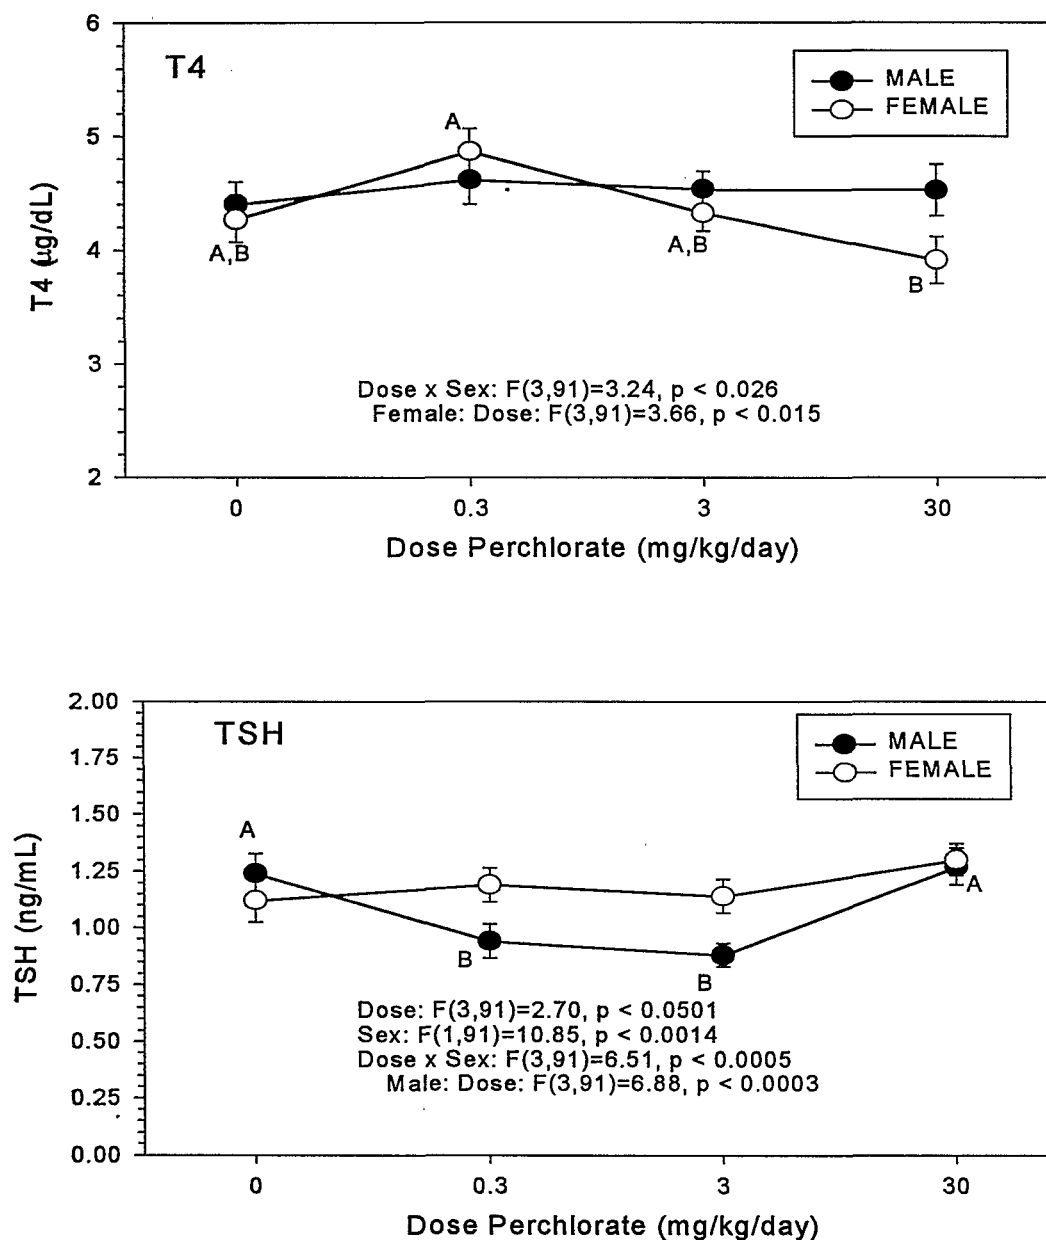 6
T4
MALE
FEMALE
5
A
4
A,B
A,B
B
T4 (μg/dL)
3
Dose x Sex: F(3,91)=3.24, p < 0.026
Female: Dose: F(3,91)=3.66, p < 0.015
2
0 0.3 3 30
Dose Perchlorate (mg/kg/day)
2.00
TSH
MALE
FEMALE
1.75
1.50
A
1.25
A
TSH (ng/mL)
1.00
B
B
0.75
Dose: F(3,91)=2.70, p < 0.0501
Sex: F(1,91)=10.85, p < 0.0014
0.50
Dose x Sex: F(3,91)=6.51, p < 0.0005
Male: Dose: F(3,91)=6.88, p < 0.0003
0.25
0.00
0 0.3 3 30
Dose Perchlorate (mg/kg/day)